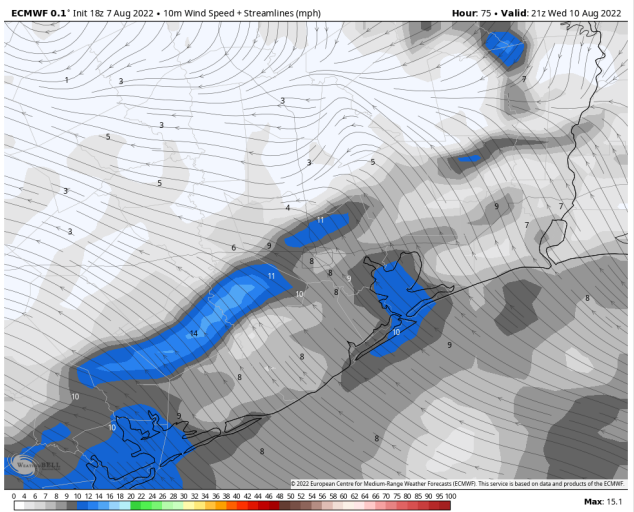 ECMWF 0.1° Init 18z 7 Aug 2022 • 10m Wind Speed + Streamlines (mph) Hour: 75 • Valid: 21z Wed 10 Aug 2022
7
1 3
3
3
5
3 5
5
3
4 9 7
11 7
3
6 9
8
11 8 9
10 8 8
14 10
9
8
8
10
9
10
8 8
WeatherBELL
© 2022 European Centre for Medium-Range Weather Forecasts (ECMWF). This service is based on data and products of the ECMWF.
0 4 6 7 8 9 10 12 14 16 18 20 22 24 26 28 30 32 34 36 38 40 42 44 46 48 50 52 54 56 58 60 62 64 66 68 70 75 80 85 90 95 100 Max: 15.1